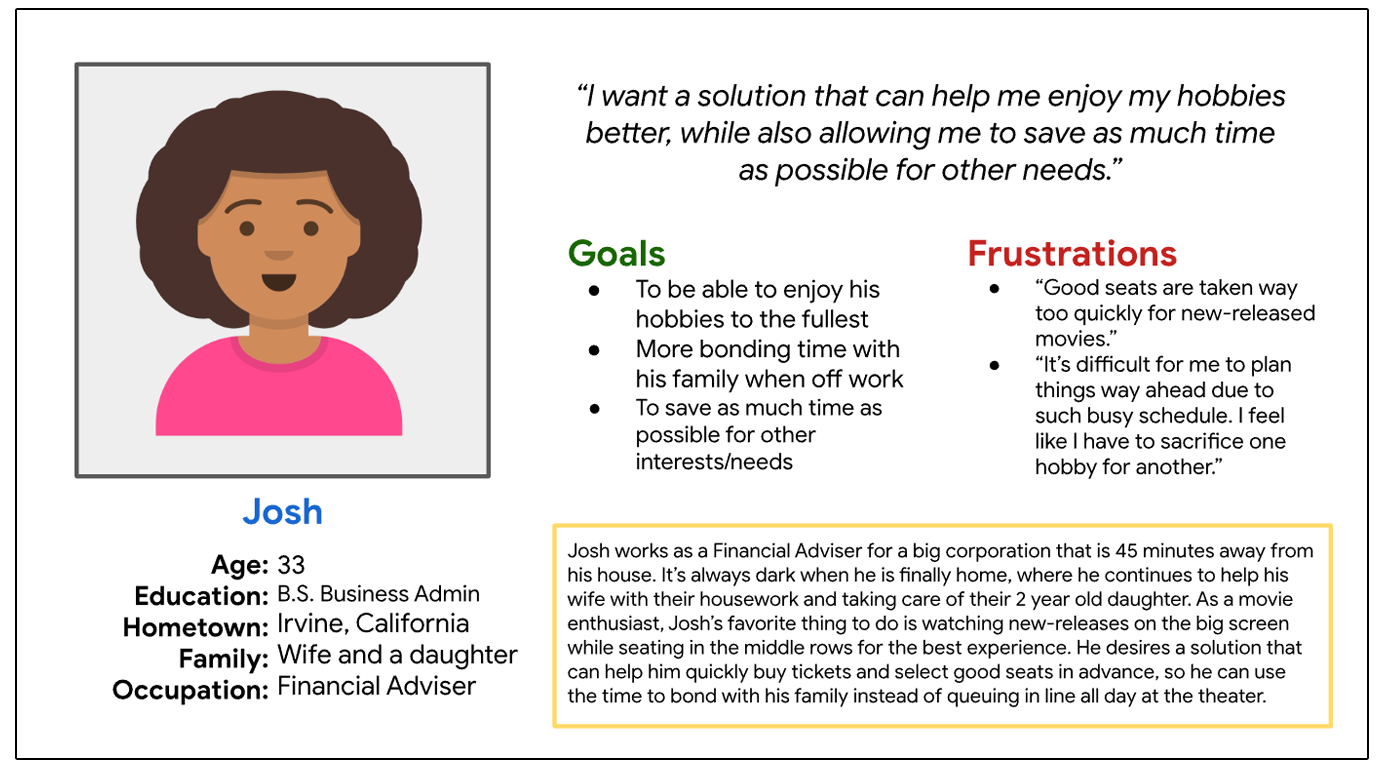 “I want a solution that can help me enjoy my hobbies
better, while also allowing me to save as much time
as possible for other needs.”
Goals
● To be able to enjoy his
hobbies to the fullest
● More bonding time with
his family when off work
● To save as much time as
possible for other
interests/needs
Frustrations
● “Good seats are taken way
too quickly for new-released
movies.”
● “It’s difficult for me to plan
things way ahead due to
such busy schedule. I feel
like I have to sacrifice one
hobby for another.”
Josh
Age: 33
Education: B.S. Business Admin
Hometown: Irvine, California
Family: Wife and a daughter
Occupation: Financial Adviser
Josh works as a Financial Adviser for a big corporation that is 45 minutes away from
his house. It’s always dark when he is finally home, where he continues to help his
wife with their housework and taking care of their 2 year old daughter. As a movie
enthusiast, Josh’s favorite thing to do is watching new-releases on the big screen
while seating in the middle rows for the best experience. He desires a solution that
can help him quickly buy tickets and select good seats in advance, so he can use
the time to bond with his family instead of queuing in line all day at the theater.